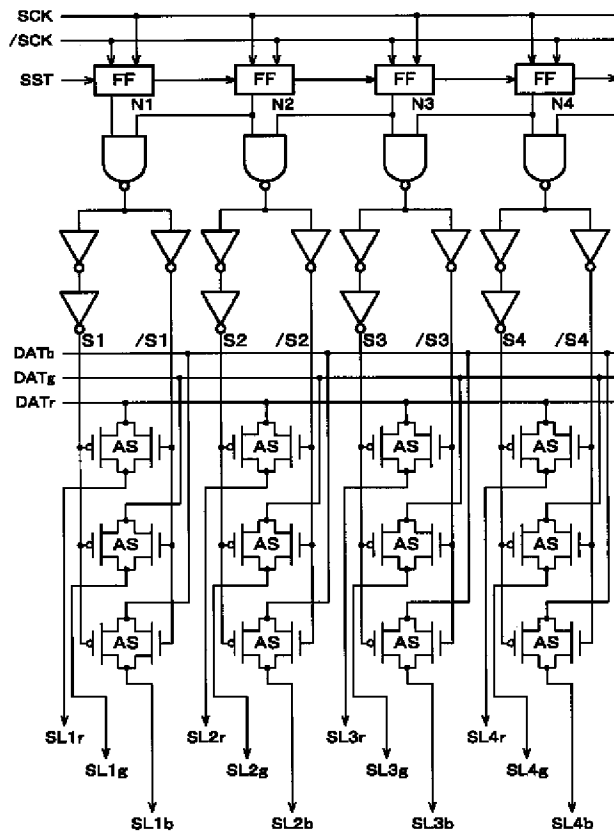 SCK
/SCK
SST FF FF FF FF
N1 N2 N3 N4
S1 /S1 S2 /S2 S3 /S3 S4 /S4
DATb
DATg
DATr
AS AS AS AS
AS AS AS AS
AS AS AS AS
SL1r SL2r SL3r SL4r
SL1g SL2g SL3g SL4g
SL1b SL2b SL3b SL4b